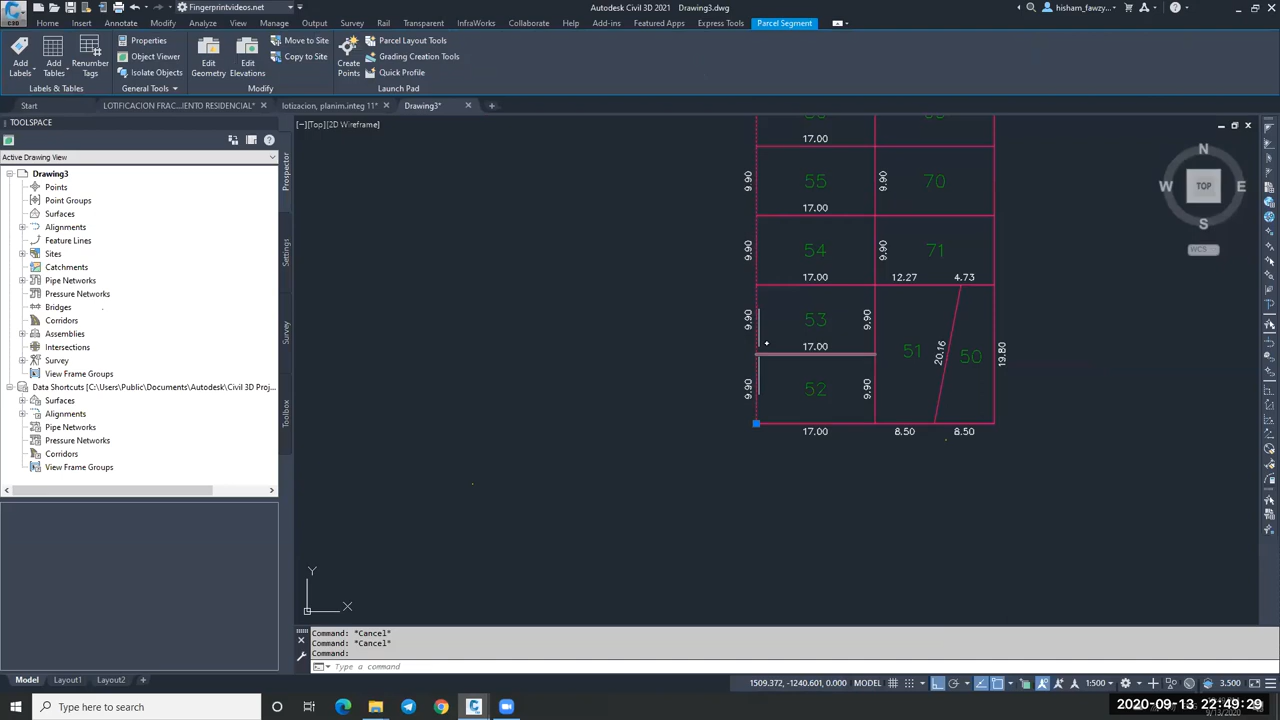 Fingerprintvideos.net
Autodesk Civil 3D 2021 Drawing3.dwg
hisham_fawzy...
C3D
Home Insert Annotate Modify Analyze View Manage Output Survey Rail Transparent InfraWorks Collaborate Help Add-ins Featured Apps Express Tools Parcel Segment
Add Labels
Add Tables
Renumber Tags
Properties
Object Viewer
Isolate Objects
Edit Geometry
Edit Elevations
Move to Site
Copy to Site
Create Points
Parcel Layout Tools
Grading Creation Tools
Quick Profile
Labels & Tables General Tools Modify Launch Pad
Start LOTIFICACION FRAC...IENTO RESIDENCIAL* lotizacion, planim.integ 11* Drawing3*
TOOLSPACE
Active Drawing View
Drawing3
Points
Point Groups
Surfaces
Alignments
Feature Lines
Sites
Catchments
Pipe Networks
Pressure Networks
Bridges
Corridors
Assemblies
Intersections
Survey
View Frame Groups
Data Shortcuts [C:\Users\Public\Documents\Autodesk\Civil 3D Proj...
Surfaces
Alignments
Pipe Networks
Pressure Networks
Corridors
View Frame Groups
Prospector
Settings
Survey
Toolbox
[−][Top][2D Wireframe]
17.00
9.90 55 9.90 70
17.00
9.90 54 9.90 71
17.00 12.27 4.73
9.90 53 9.90
17.00 51 20.16 50 19.80
9.90 52 9.90
17.00 8.50 8.50
N
W TOP E
S
WCS
Y
X
Command: *Cancel*
Command: *Cancel*
Command:
Type a command
Model Layout1 Layout2
1509.372, -1240.601, 0.000 MODEL 1:500 3.500
Type here to search
2020-09-13 22:49:29